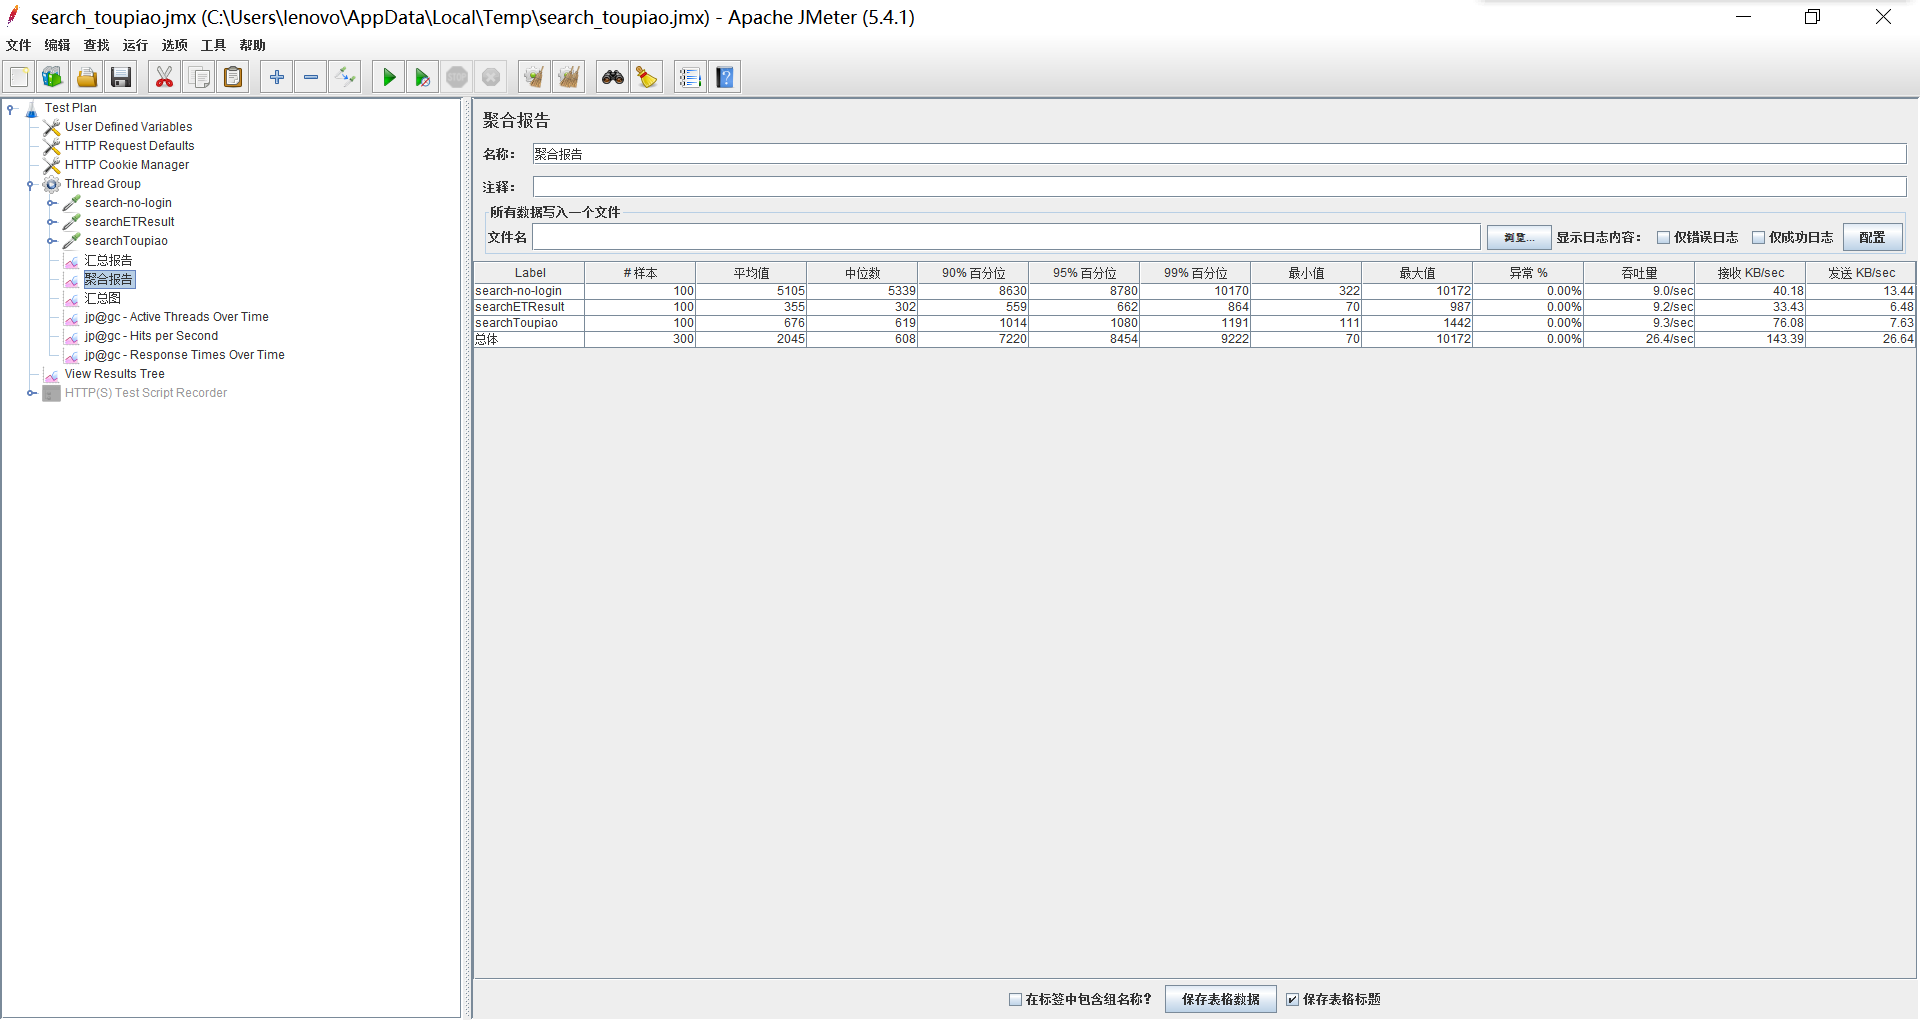 search_toupiao.jmx (C:\Users\lenovo\AppData\Local\Temp\search_toupiao.jmx) - Apache JMeter (5.4.1)
文件 编辑 查找 运行 选项 工具 帮助
STOP
Test Plan
User Defined Variables
HTTP Request Defaults
HTTP Cookie Manager
Thread Group
search-no-login
searchETResult
searchToupiao
汇总报告
聚合报告
汇总图
jp@gc - Active Threads Over Time
jp@gc - Hits per Second
jp@gc - Response Times Over Time
View Results Tree
HTTP(S) Test Script Recorder
聚合报告
名称： 聚合报告
注释：
所有数据写入一个文件
文件名 浏览... 显示日志内容： 仅错误日志 仅成功日志 配置
Label # 样本 平均值 中位数 90% 百分位 95% 百分位 99% 百分位 最小值 最大值 异常 % 吞吐量 接收 KB/sec 发送 KB/sec
search-no-login 100 5105 5339 8630 8780 10170 322 10172 0.00% 9.0/sec 40.18 13.44
searchETResult 100 355 302 559 662 864 70 987 0.00% 9.2/sec 33.43 6.48
searchToupiao 100 676 619 1014 1080 1191 111 1442 0.00% 9.3/sec 76.08 7.63
总体 300 2045 608 7220 8454 9222 70 10172 0.00% 26.4/sec 143.39 26.64
在标签中包含组名称? 保存表格数据 保存表格标题